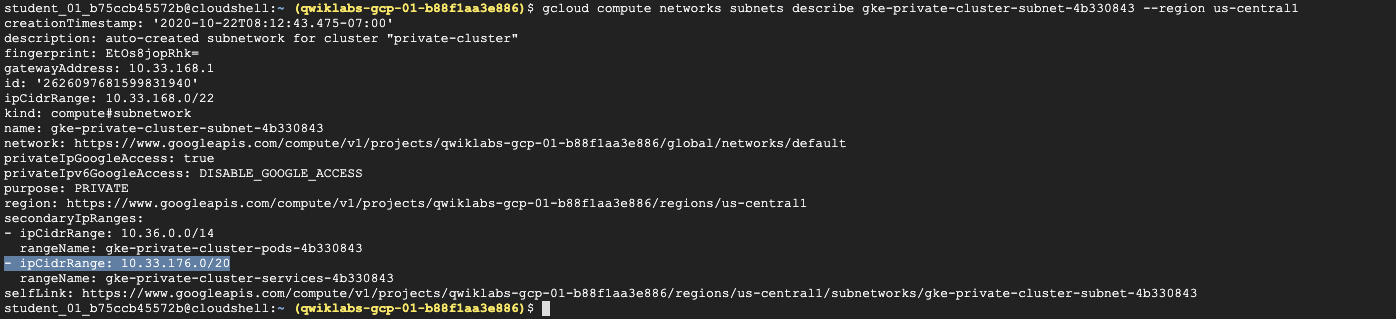 student_01_b75ccb45572b@cloudshell:~ (qwiklabs-gcp-01-b88f1aa3e886)$ gcloud compute networks subnets describe gke-private-cluster-subnet-4b330843 --region us-central1
creationTimestamp: '2020-10-22T08:12:43.475-07:00'
description: auto-created subnetwork for cluster "private-cluster"
fingerprint: EtOs8jopRhk=
gatewayAddress: 10.33.168.1
id: '2626097681599831940'
ipCidrRange: 10.33.168.0/22
kind: compute#subnetwork
name: gke-private-cluster-subnet-4b330843
network: https://www.googleapis.com/compute/v1/projects/qwiklabs-gcp-01-b88f1aa3e886/global/networks/default
privateIpGoogleAccess: true
privateIpv6GoogleAccess: DISABLE_GOOGLE_ACCESS
purpose: PRIVATE
region: https://www.googleapis.com/compute/v1/projects/qwiklabs-gcp-01-b88f1aa3e886/regions/us-central1
secondaryIpRanges:
- ipCidrRange: 10.36.0.0/14
  rangeName: gke-private-cluster-pods-4b330843
- ipCidrRange: 10.33.176.0/20
  rangeName: gke-private-cluster-services-4b330843
selfLink: https://www.googleapis.com/compute/v1/projects/qwiklabs-gcp-01-b88f1aa3e886/regions/us-central1/subnetworks/gke-private-cluster-subnet-4b330843
student_01_b75ccb45572b@cloudshell:~ (qwiklabs-gcp-01-b88f1aa3e886)$